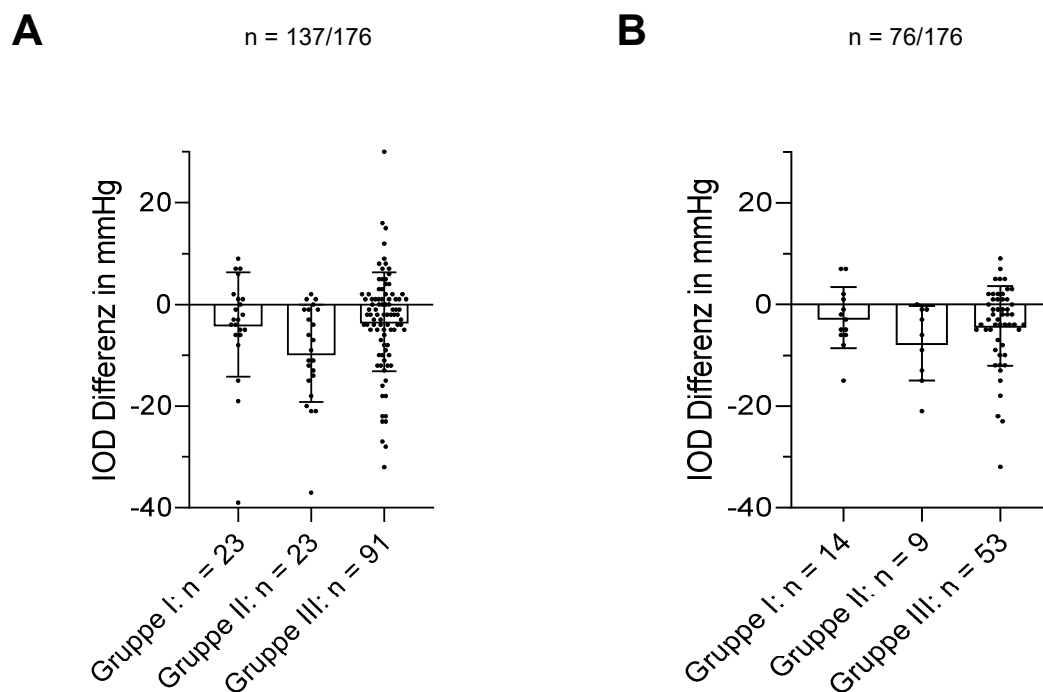 A
n = 137/176
IOD Differenz in mmHg
20
0
-20
-40
Gruppe I: n = 23
Gruppe II: n = 23
Gruppe III: n = 91
B
n = 76/176
IOD Differenz in mmHg
20
0
-20
-40
Gruppe I: n = 14
Gruppe II: n = 9
Gruppe III: n = 53